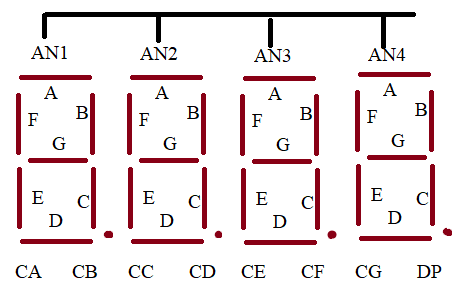 AN1 AN2 AN3 AN4
A A A A
F B F B F B F B
G G G G
E C E C E C E C
D D D D
CA CB CC CD CE CF CG DP